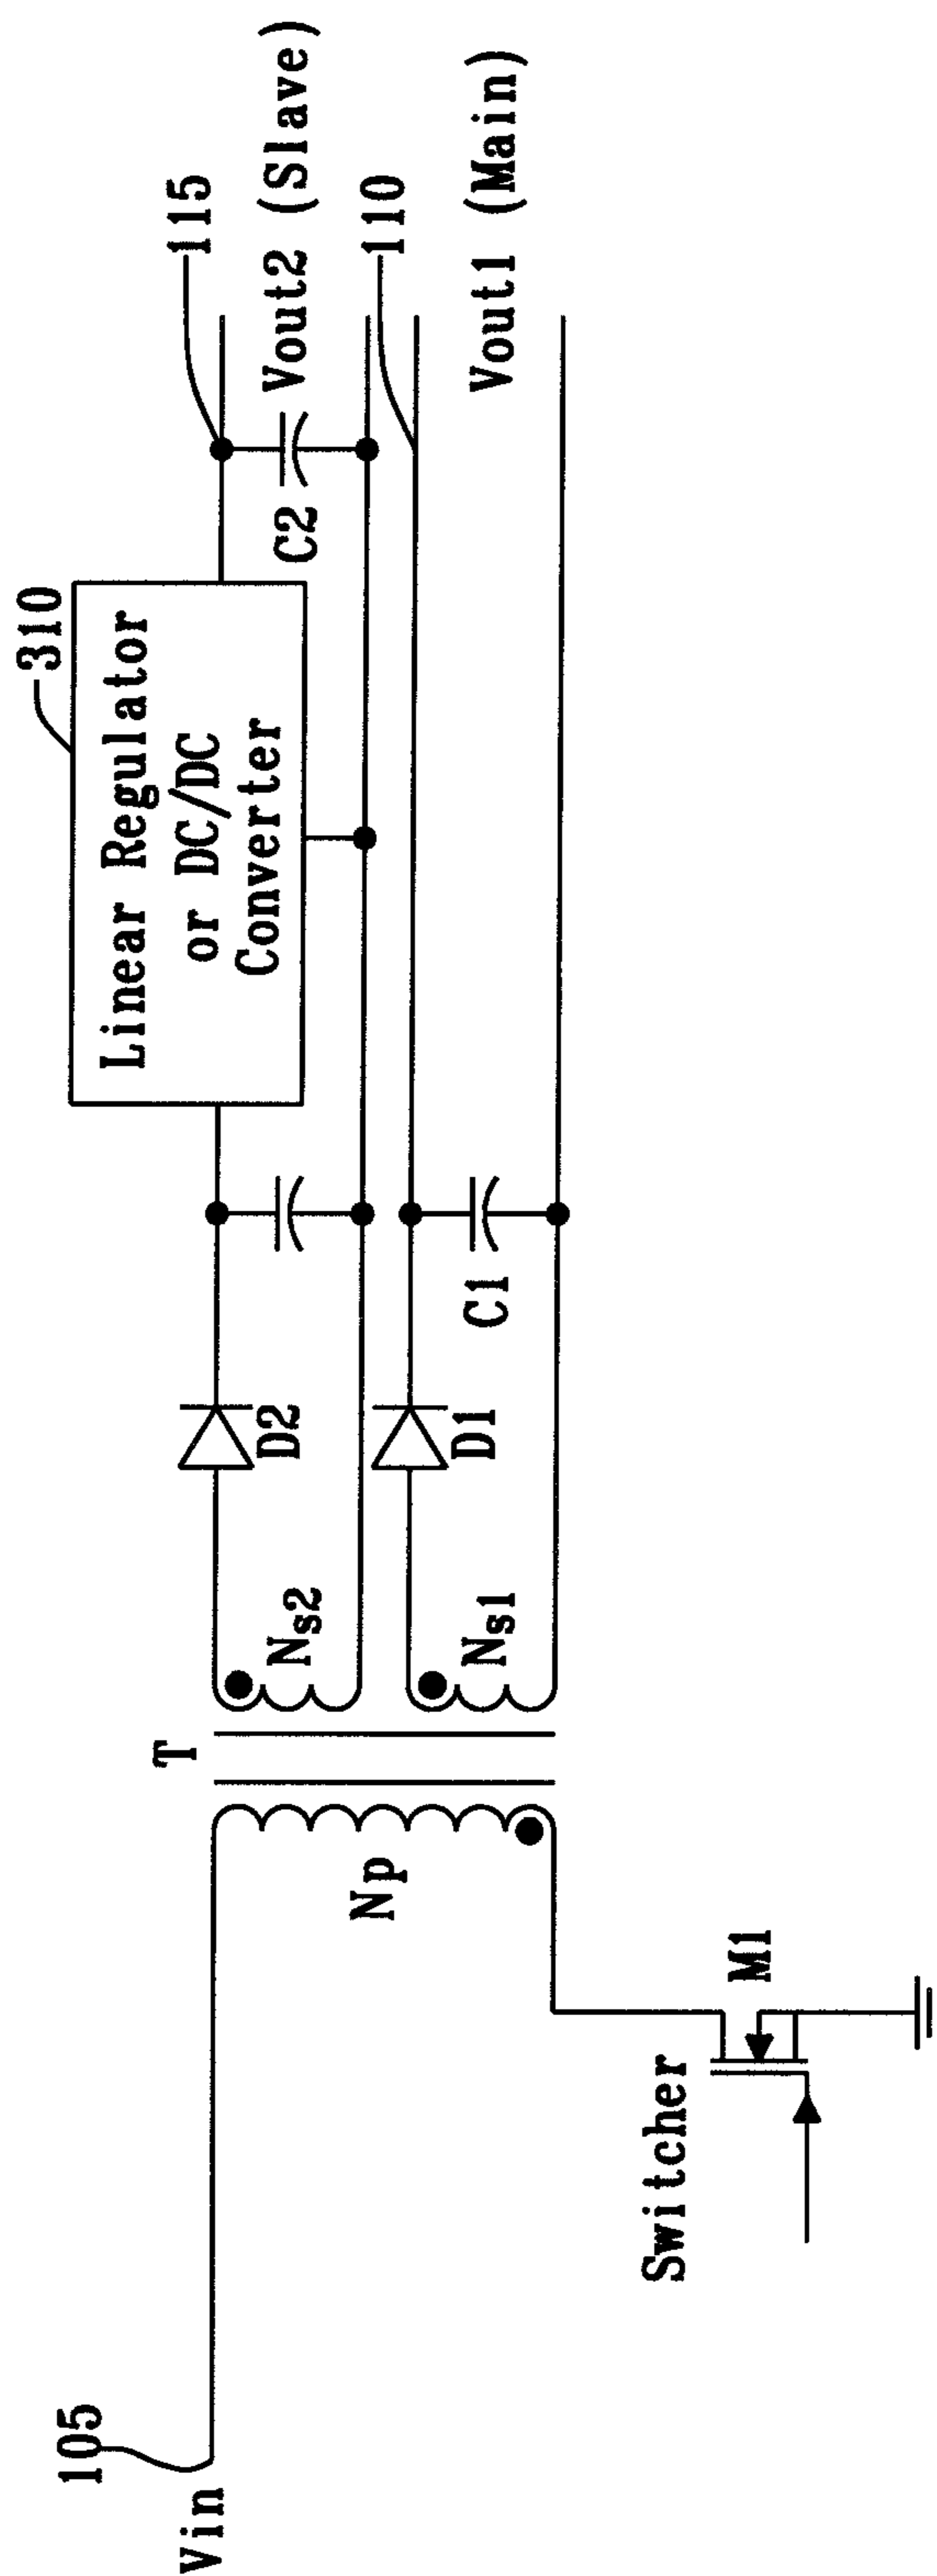 105
Vin
Switcher
M1
Np
T
Ns2
Ns1
D2
D1
C1
310
Linear Regulator
or DC/DC
Converter
C2
115
Vout2 (Slave)
110
Vout1 (Main)